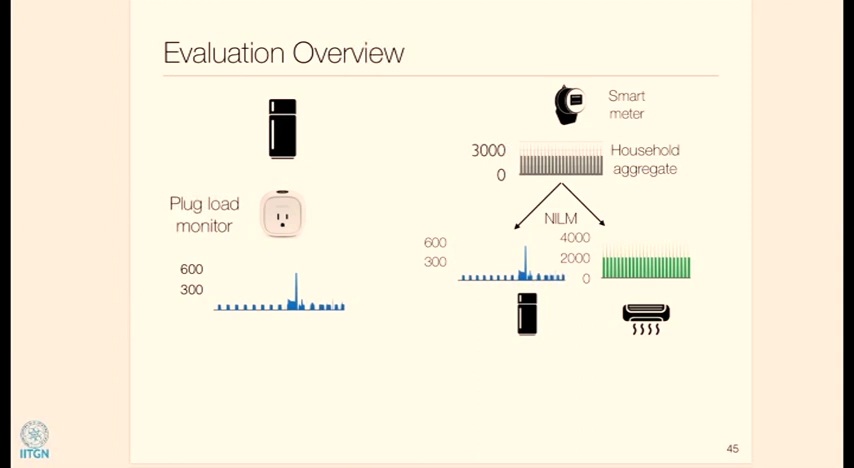 Evaluation Overview
Smart
meter
3000
0
Household
aggregate
Plug load
monitor
NILM
600
300
4000
2000
0
600
300
IITGN
45